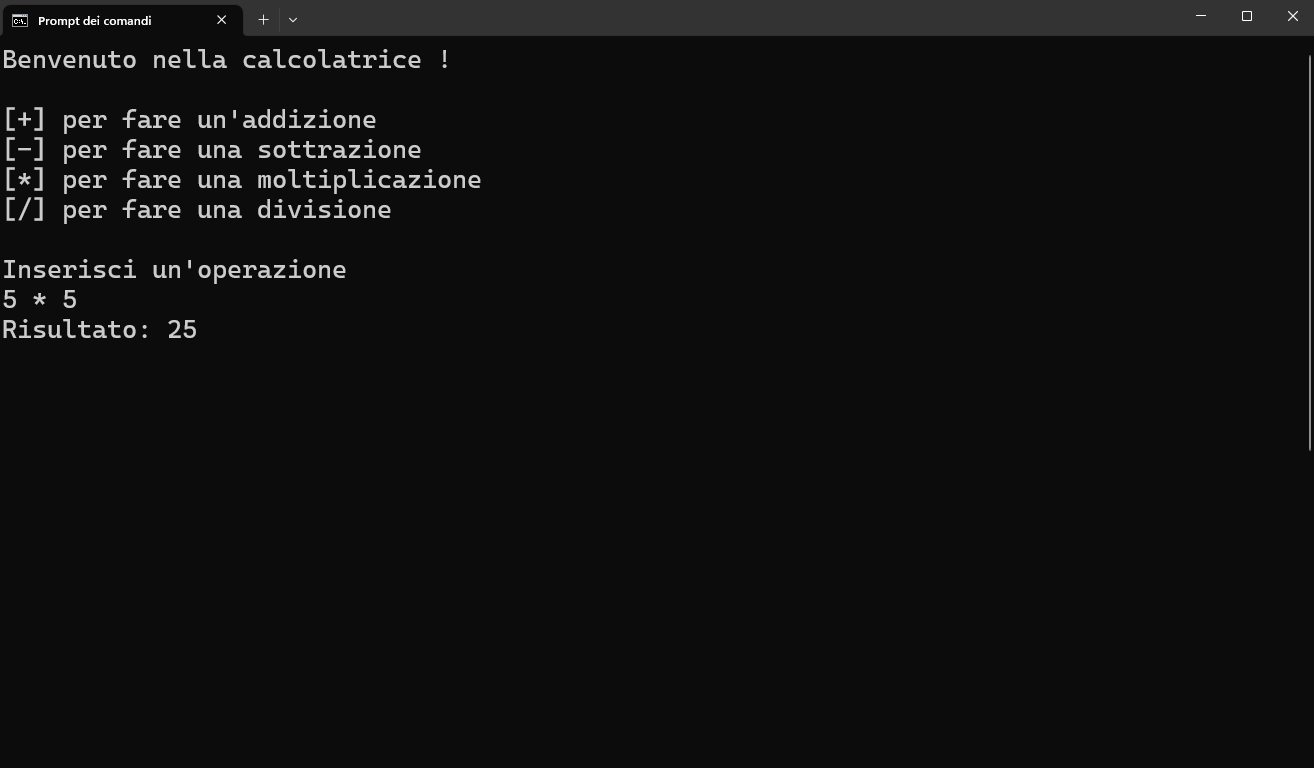 Prompt dei comandi
Benvenuto nella calcolatrice !
[+] per fare un'addizione
[-] per fare una sottrazione
[*] per fare una moltiplicazione
[/] per fare una divisione
Inserisci un'operazione
5 * 5
Risultato: 25